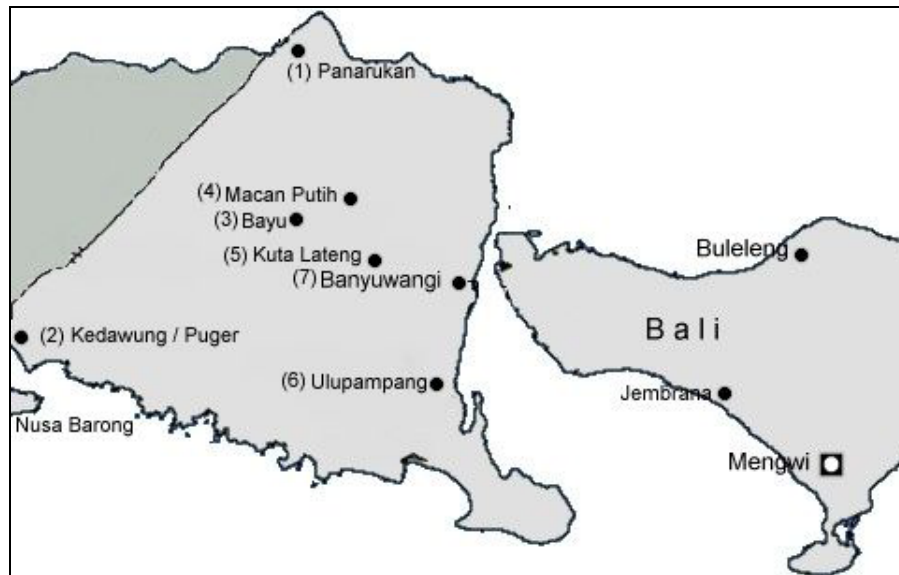 (1) Panarukan
(4) Macan Putih
(3) Bayu
(5) Kuta Lateng
Buleleng
(7) Banyuwangi
Bali
(2) Kedawung / Puger
(6) Ulupampang
Jembrana
Nusa Barong
Mengwi